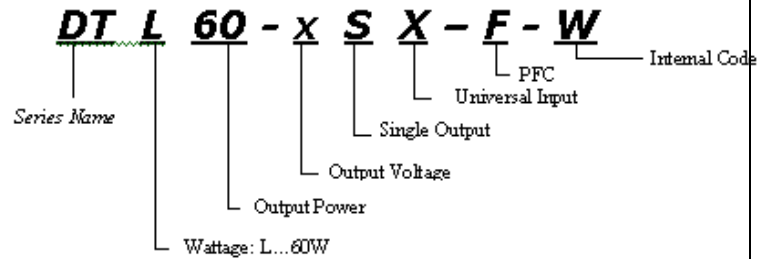 DT L 60 - x S X - F - W
Internal Code
PFC
Universal Input
Series Name
Single Output
Output Voltage
Output Power
Wattage: L...60W